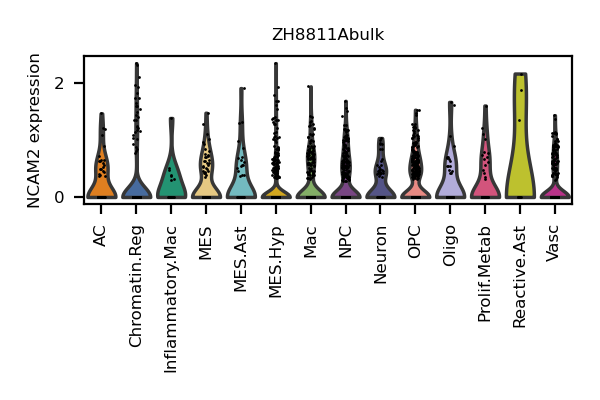 ZH8811Abulk
NCAM2 expression
2
0
AC
Chromatin.Reg
Inflammatory.Mac
MES
MES.Ast
MES.Hyp
Mac
NPC
Neuron
OPC
Oligo
Prolif.Metab
Reactive.Ast
Vasc